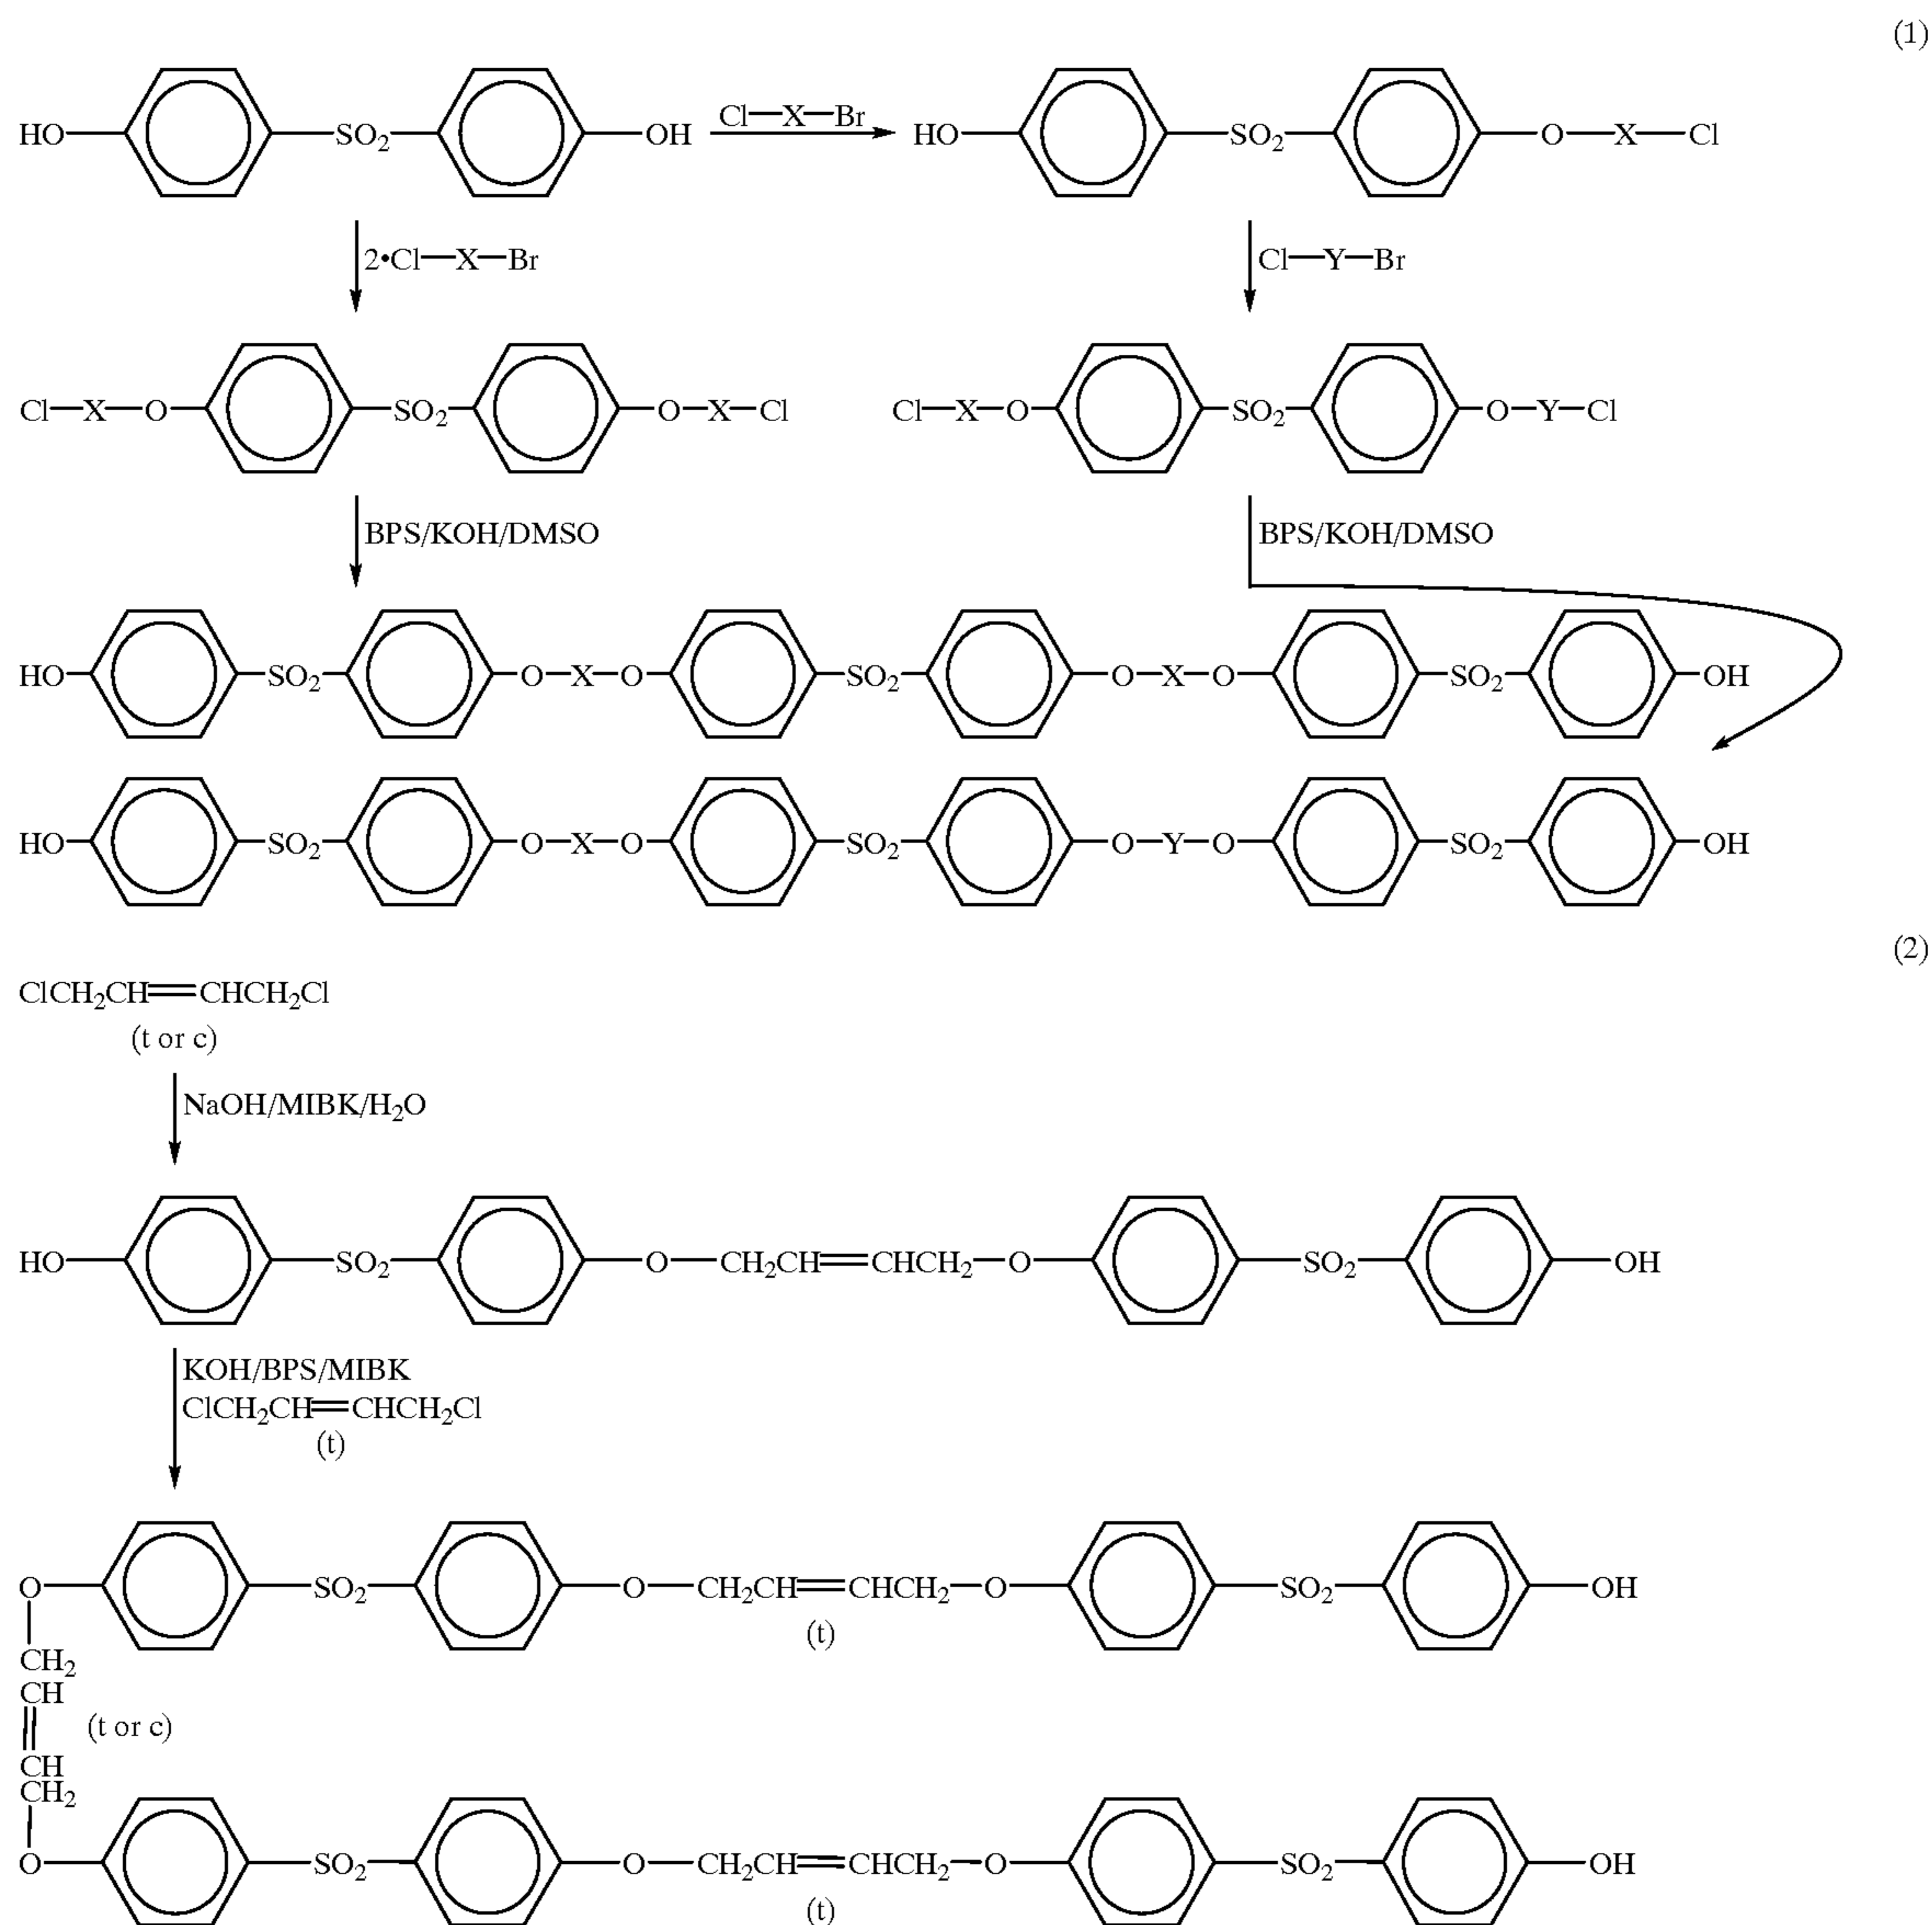 (1)
HO SO₂ OH Cl—X—Br HO SO₂ O—X—Cl
2•Cl—X—Br Cl—Y—Br
Cl—X—O SO₂ O—X—Cl Cl—X—O SO₂ O—Y—Cl
BPS/KOH/DMSO BPS/KOH/DMSO
HO SO₂ O—X—O SO₂ O—X—O SO₂ OH
HO SO₂ O—X—O SO₂ O—Y—O SO₂ OH
(2)
ClCH₂CH=CHCH₂Cl
(t or c)
NaOH/MIBK/H₂O
HO SO₂ O—CH₂CH=CHCH₂—O SO₂ OH
KOH/BPS/MIBK
ClCH₂CH=CHCH₂Cl
(t)
O SO₂ O—CH₂CH=CHCH₂—O SO₂ OH
(t)
CH₂
CH
(t or c)
CH
CH₂
O SO₂ O—CH₂CH=CHCH₂—O SO₂ OH
(t)